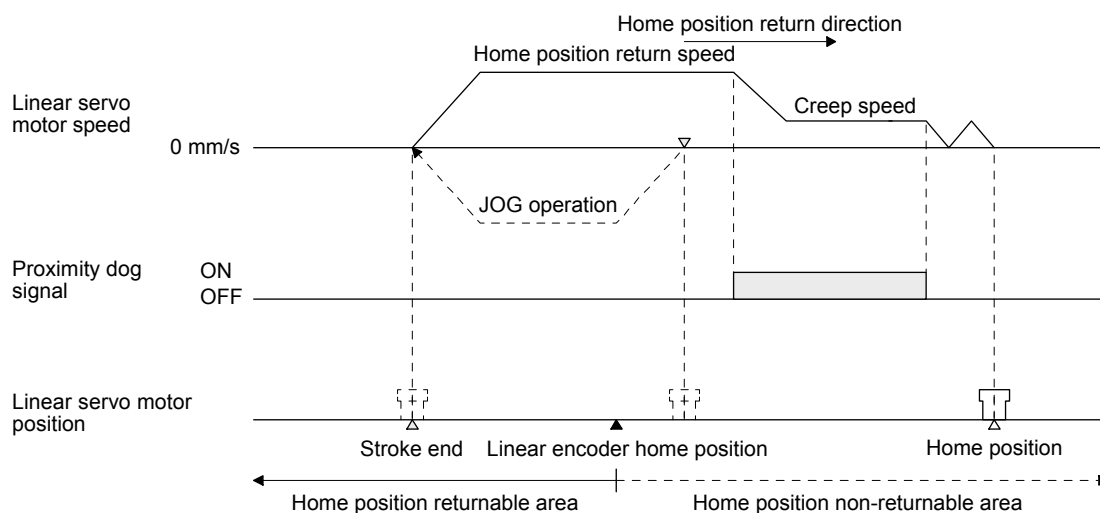 Home position return direction
Home position return speed
Linear servo
motor speed
Creep speed
0 mm/s
JOG operation
Proximity dog
signal
ON
OFF
Linear servo motor
position
Stroke end
Linear encoder home position
Home position
Home position returnable area
Home position non-returnable area